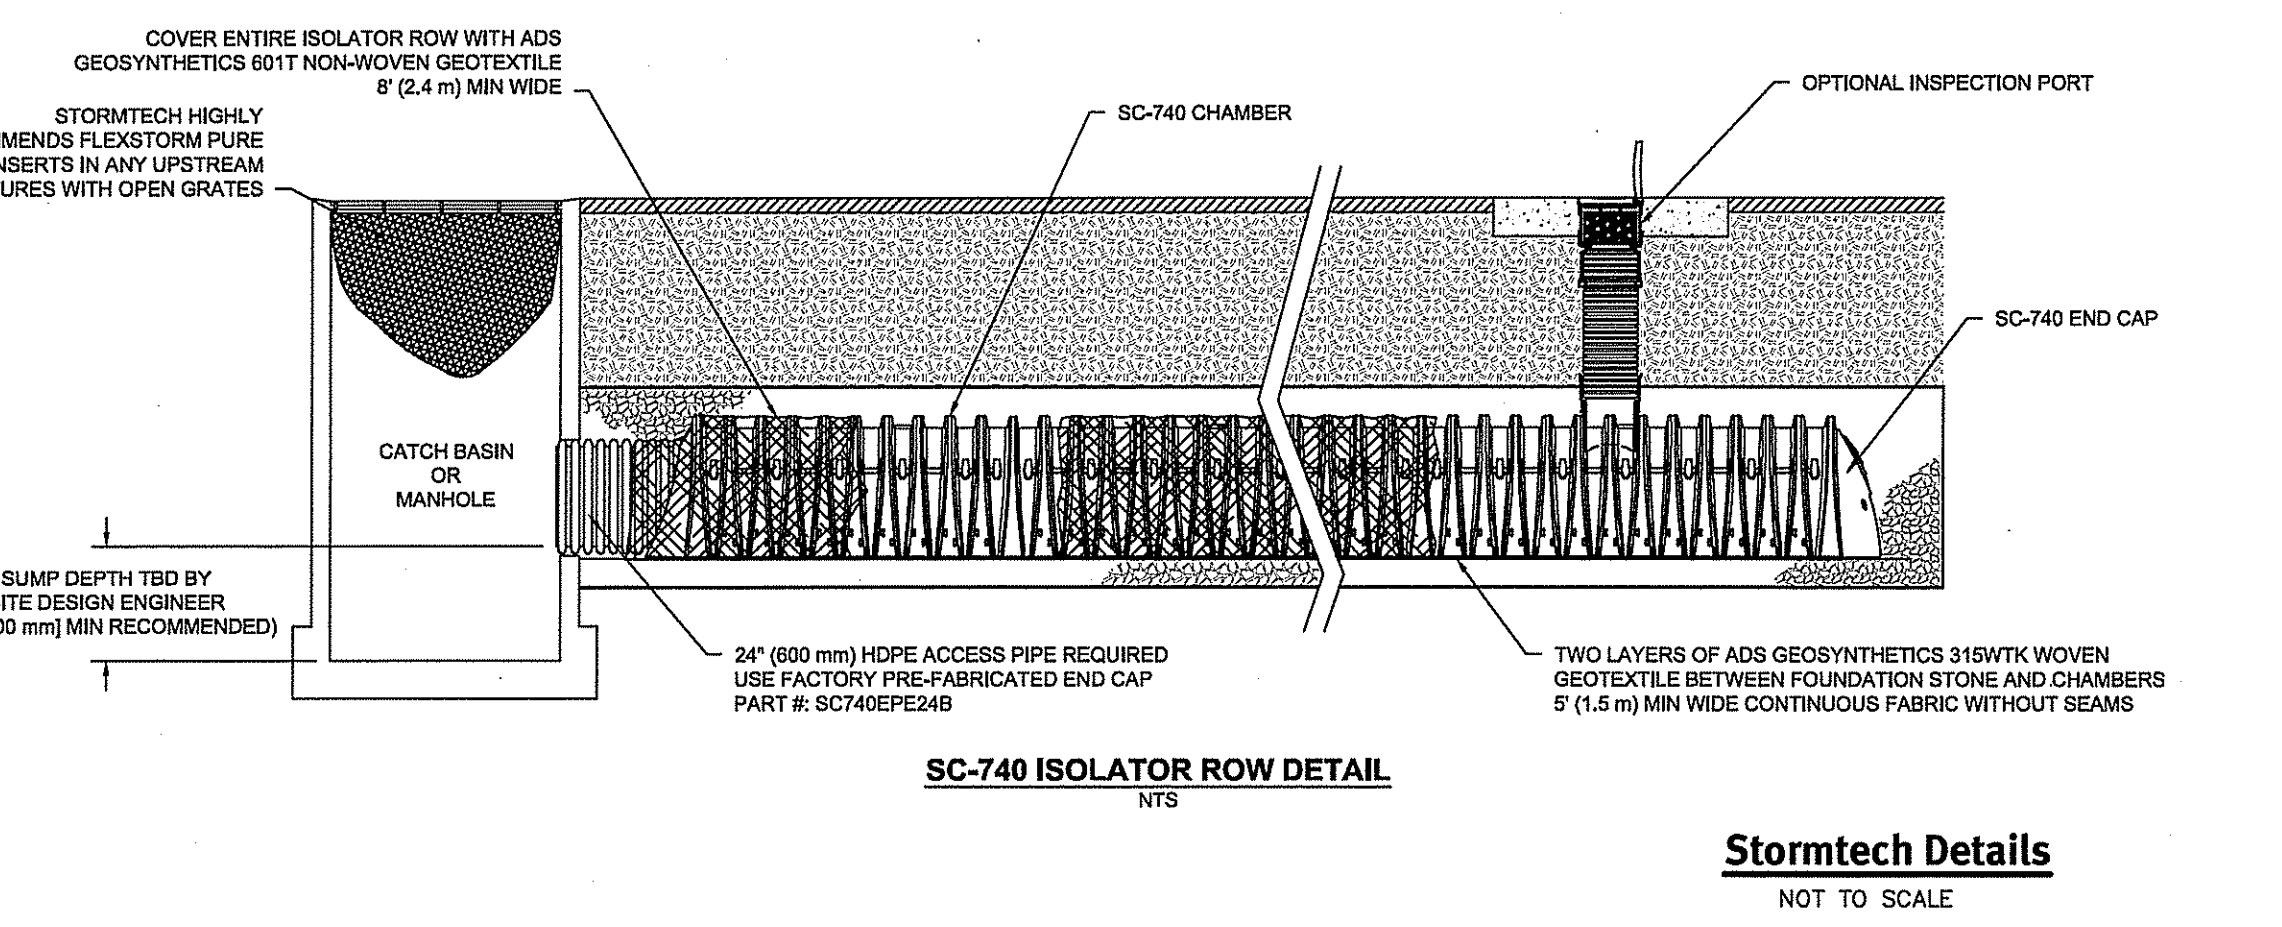 COVER ENTIRE ISOLATOR ROW WITH ADS
GEOSYNTHETICS 601T NON-WOVEN GEOTEXTILE
8' (2.4 m) MIN WIDE
STORMTECH HIGHLY
FLEXSTORM PURE
IN ANY UPSTREAM
WITH OPEN GRATES
SC-740 CHAMBER
OPTIONAL INSPECTION PORT
SC-740 END CAP
CATCH BASIN
OR
MANHOLE
SUMP DEPTH TBD BY
DESIGN ENGINEER
mm] MIN RECOMMENDED)
24" (600 mm) HDPE ACCESS PIPE REQUIRED
USE FACTORY PRE-FABRICATED END CAP
PART #: SC740EPE24B
TWO LAYERS OF ADS GEOSYNTHETICS 315WTK WOVEN
GEOTEXTILE BETWEEN FOUNDATION STONE AND CHAMBERS
5' (1.5 m) MIN WIDE CONTINUOUS FABRIC WITHOUT SEAMS
SC-740 ISOLATOR ROW DETAIL
NTS
Stormtech Details
NOT TO SCALE